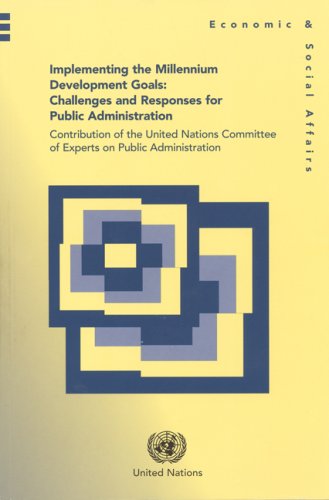 Economic & Social Affairs
Implementing the Millennium
Development Goals:
Challenges and Responses for
Public Administration
Contribution of the United Nations Committee
of Experts on Public Administration
United Nations